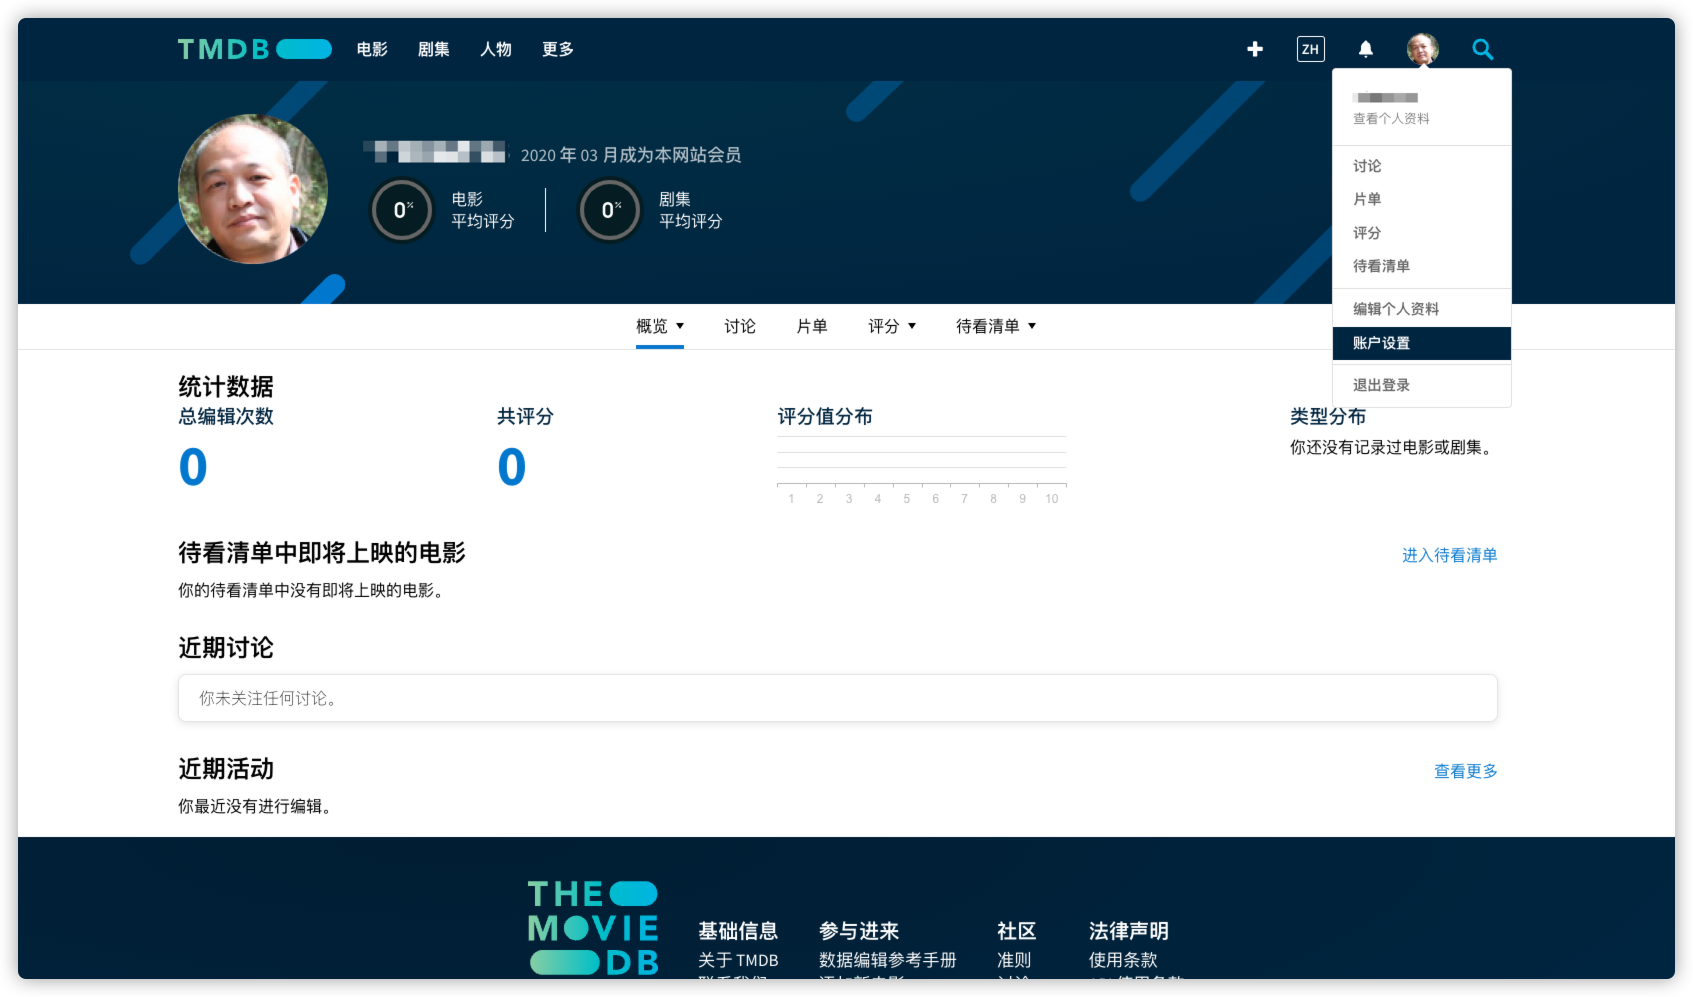 TMDB 电影 剧集 人物 更多 ZH
查看个人资料
讨论
片单
评分
待看清单
编辑个人资料
账户设置
退出登录
2020 年 03 月成为本网站会员
0% 电影 平均评分
0% 剧集 平均评分
概览 讨论 片单 评分 待看清单
统计数据
总编辑次数
0
共评分
0
评分值分布
1 2 3 4 5 6 7 8 9 10
类型分布
你还没有记录过电影或剧集。
待看清单中即将上映的电影 进入待看清单
你的待看清单中没有即将上映的电影。
近期讨论
你未关注任何讨论。
近期活动 查看更多
你最近没有进行编辑。
THE
MOVIE
DB
基础信息
关于 TMDB
参与进来
数据编辑参考手册
社区
准则
法律声明
使用条款